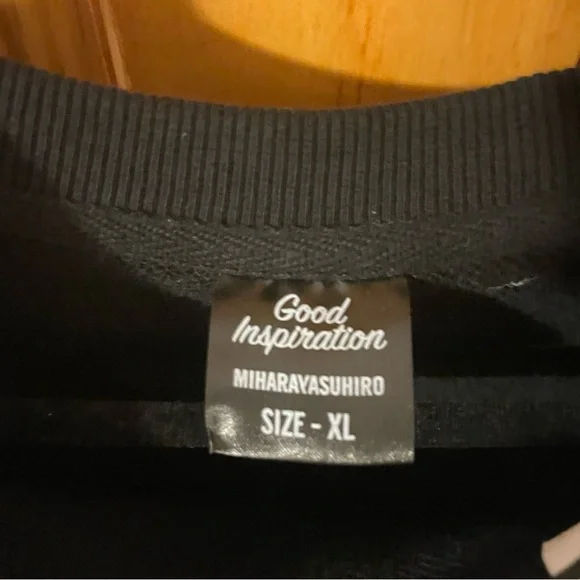 Good
Inspiration
MIHARAYASUHIRO
SIZE - XL